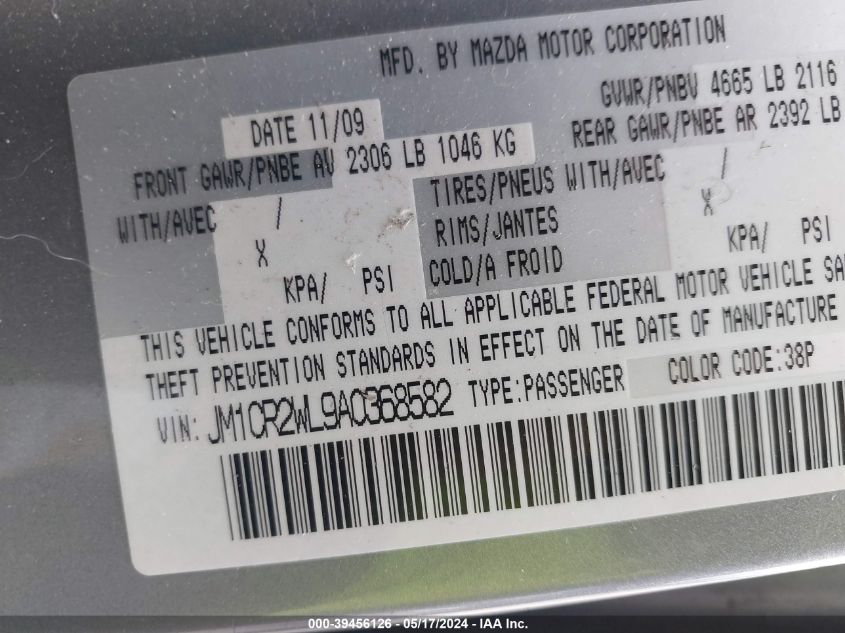 MFD. BY MAZDA MOTOR CORPORATION
DATE 11/09
GVWR/PNBV 4665 LB 2116
FRONT GAWR/PNBE AV 2306 LB 1046 KG
REAR GAWR/PNBE AR 2392 LB
WITH/AVEC / TIRES/PNEUS WITH/AVEC /
X RIMS/JANTES X
KPA/ PSI COLD/A FROID KPA/ PSI
THIS VEHICLE CONFORMS TO ALL APPLICABLE FEDERAL MOTOR VEHICLE SA
THEFT PREVENTION STANDARDS IN EFFECT ON THE DATE OF MANUFACTURE
VIN: JM1CR2WL9A0368582 TYPE:PASSENGER COLOR CODE:38P
000-39456126 - 05/17/2024 - IAA Inc.